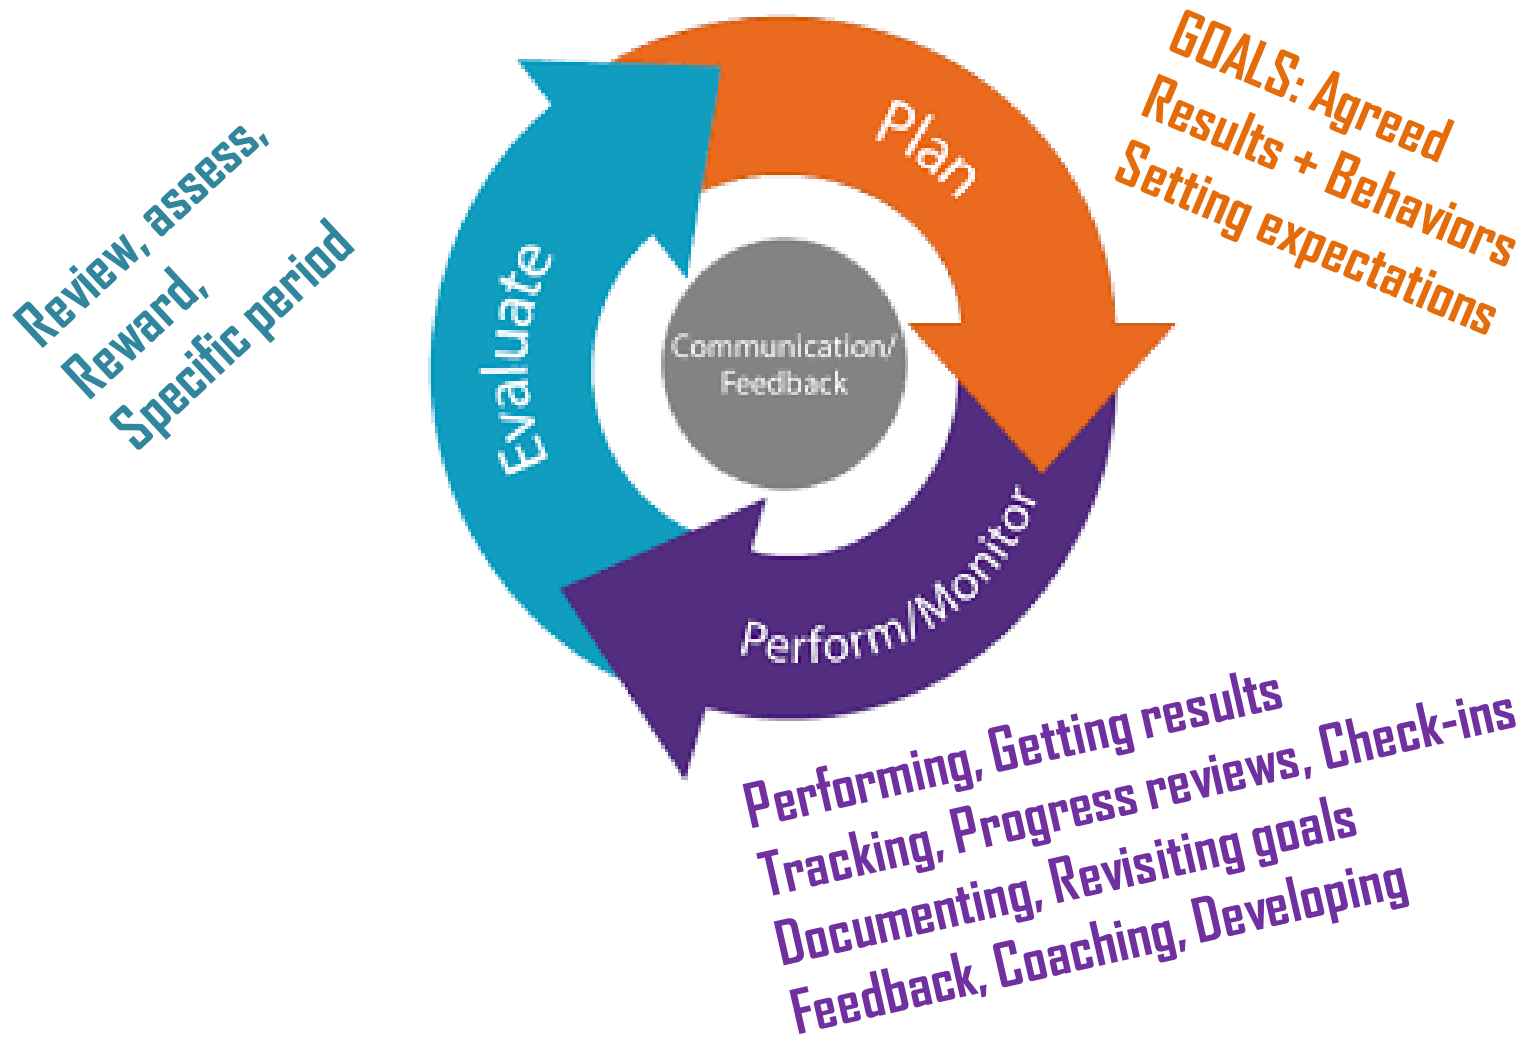 Plan
GOALS: Agreed
Results + Behaviors
Setting expectations
Perform/Monitor
Performing, Getting results
Tracking, Progress reviews, Check-ins
Documenting, Revisiting goals
Feedback, Coaching, Developing
Evaluate
Review, assess,
Reward,
Specific period
Communication/
Feedback